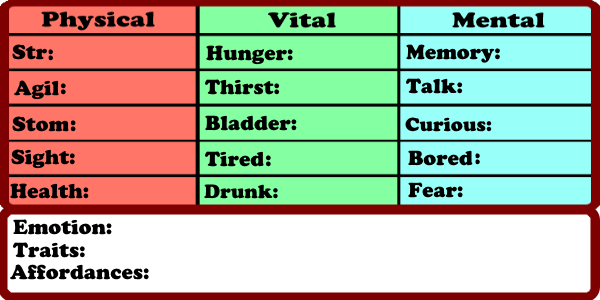 Physical Vital Mental
Str: Hunger: Memory:
Agil: Thirst: Talk:
Stom: Bladder: Curious:
Sight: Tired: Bored:
Health: Drunk: Fear:
Emotion:
Traits:
Affordances: